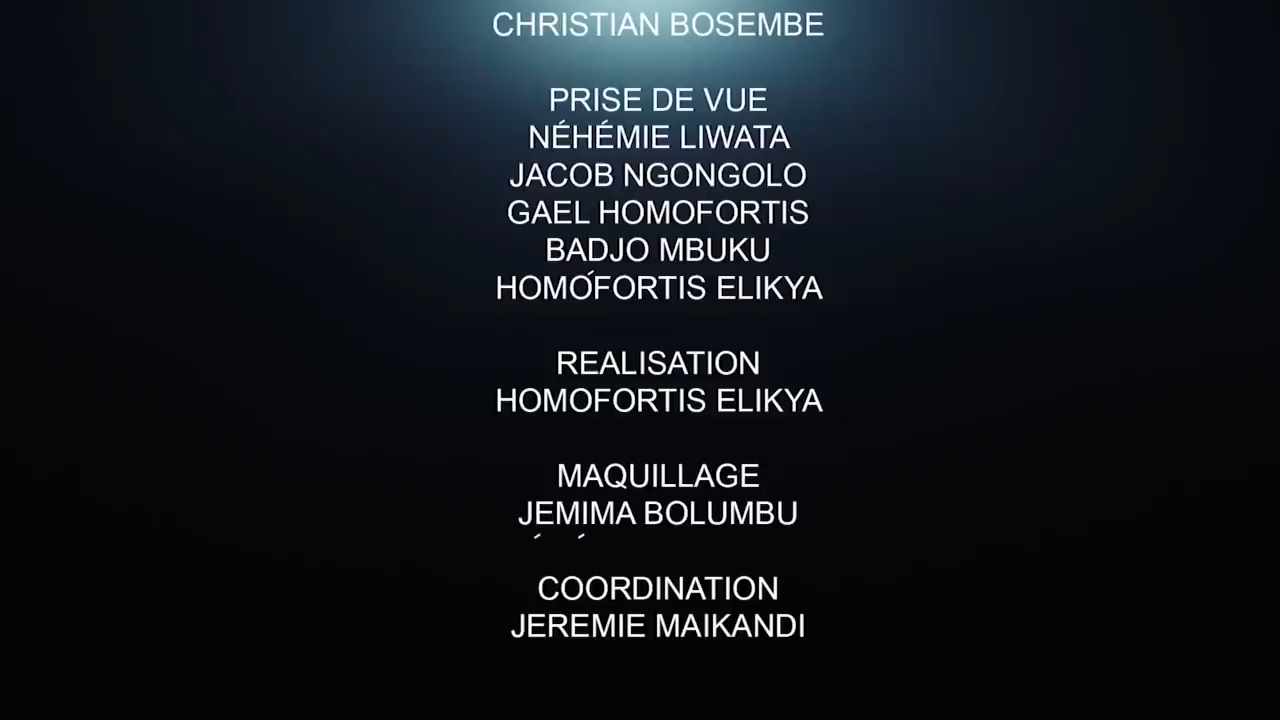 CHRISTIAN BOSEMBE
PRISE DE VUE
NÉHÉMIE LIWATA
JACOB NGONGOLO
GAEL HOMOFORTIS
BADJO MBUKU
HOMOFORTIS ELIKYA
REALISATION
HOMOFORTIS ELIKYA
MAQUILLAGE
JEMIMA BOLUMBU
COORDINATION
JEREMIE MAIKANDI